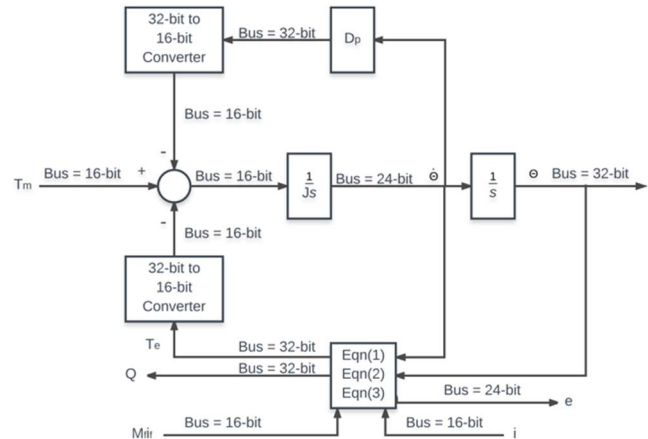 32-bit to
16-bit
Converter
Bus = 32-bit
Dp
Bus = 16-bit
-
Tm
Bus = 16-bit
+
Bus = 16-bit
1
Js
Bus = 24-bit
Θ̇
1
s
Θ
Bus = 32-bit
-
Bus = 16-bit
32-bit to
16-bit
Converter
Te
Bus = 32-bit
Q
Bus = 32-bit
Eqn(1)
Eqn(2)
Eqn(3)
Bus = 24-bit
e
Bus = 16-bit
Bus = 16-bit
i